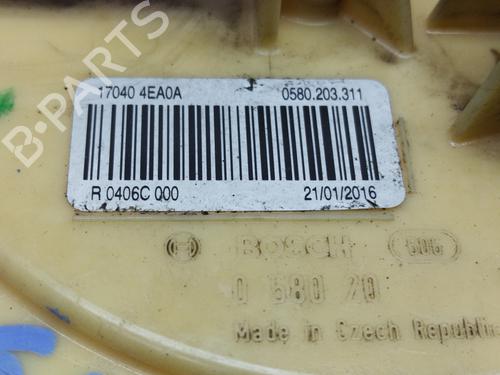 17040 4EA0A 0580.203.311
R 0406C 000 21/01/2016
BOSCH 606
0 580 20
Made in Czech Republic
B-PARTS